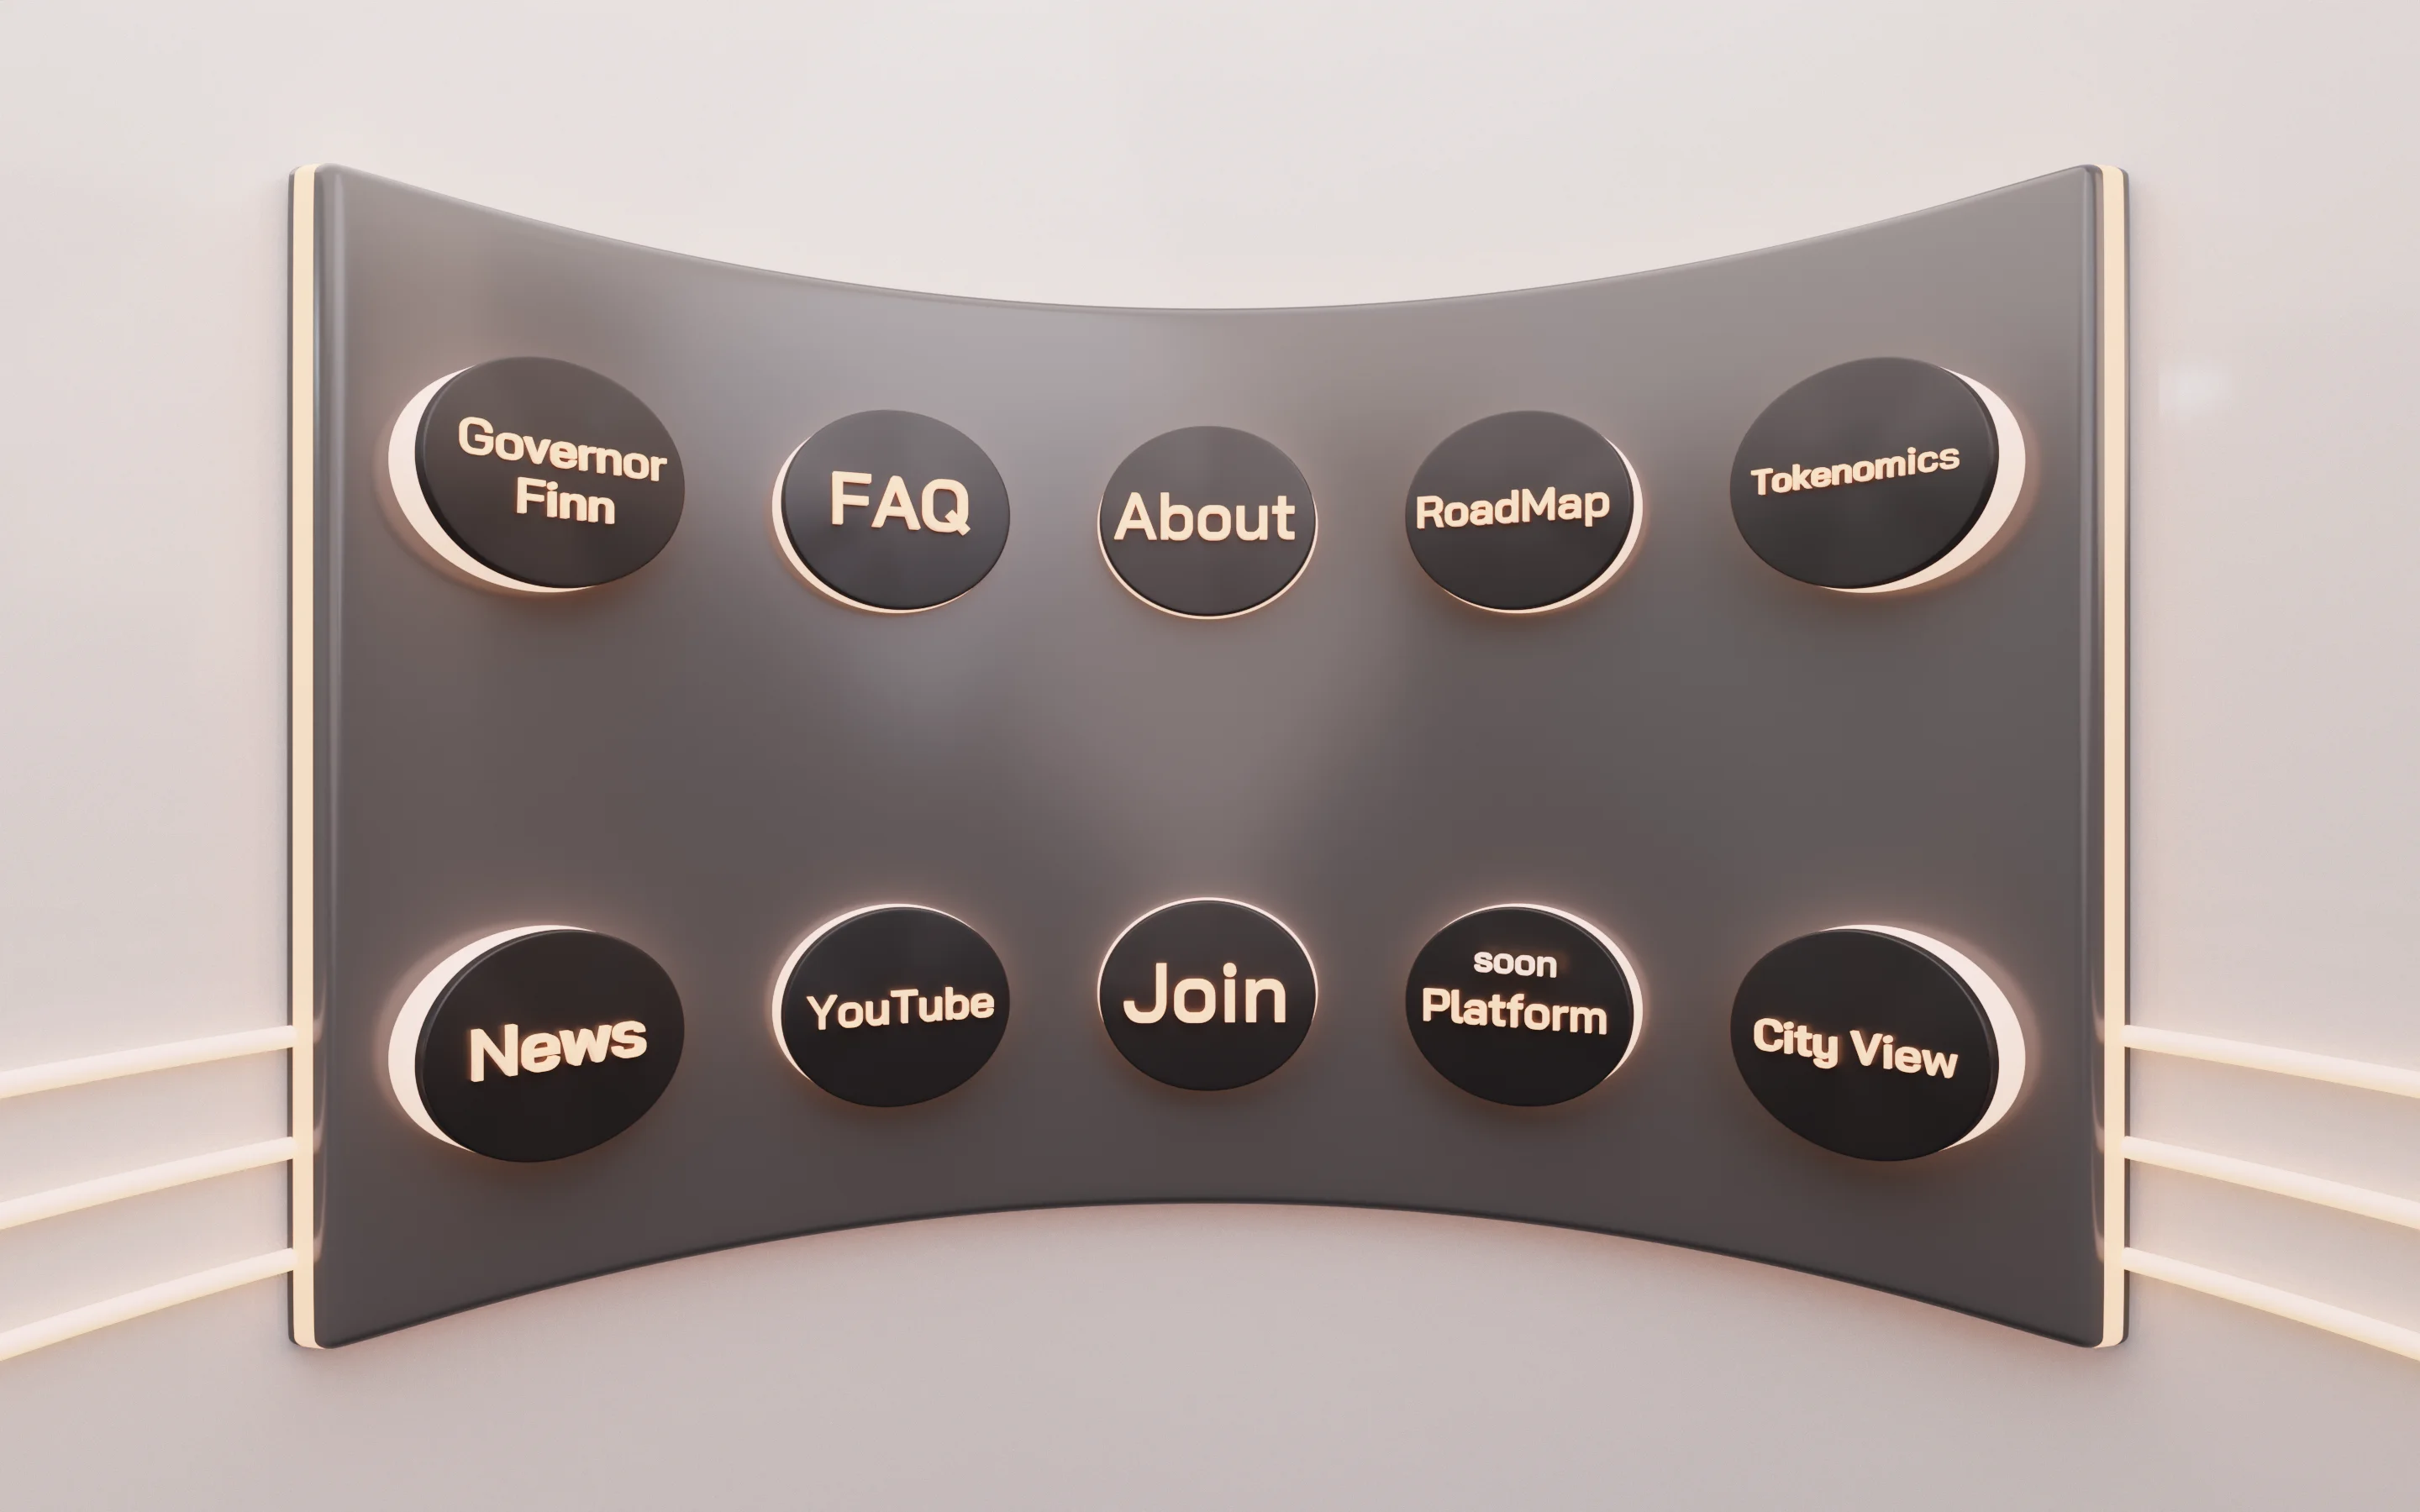 Governor
Finn
FAQ
About
RoadMap
Tokenomics
News
YouTube
Join
soon
Platform
City View